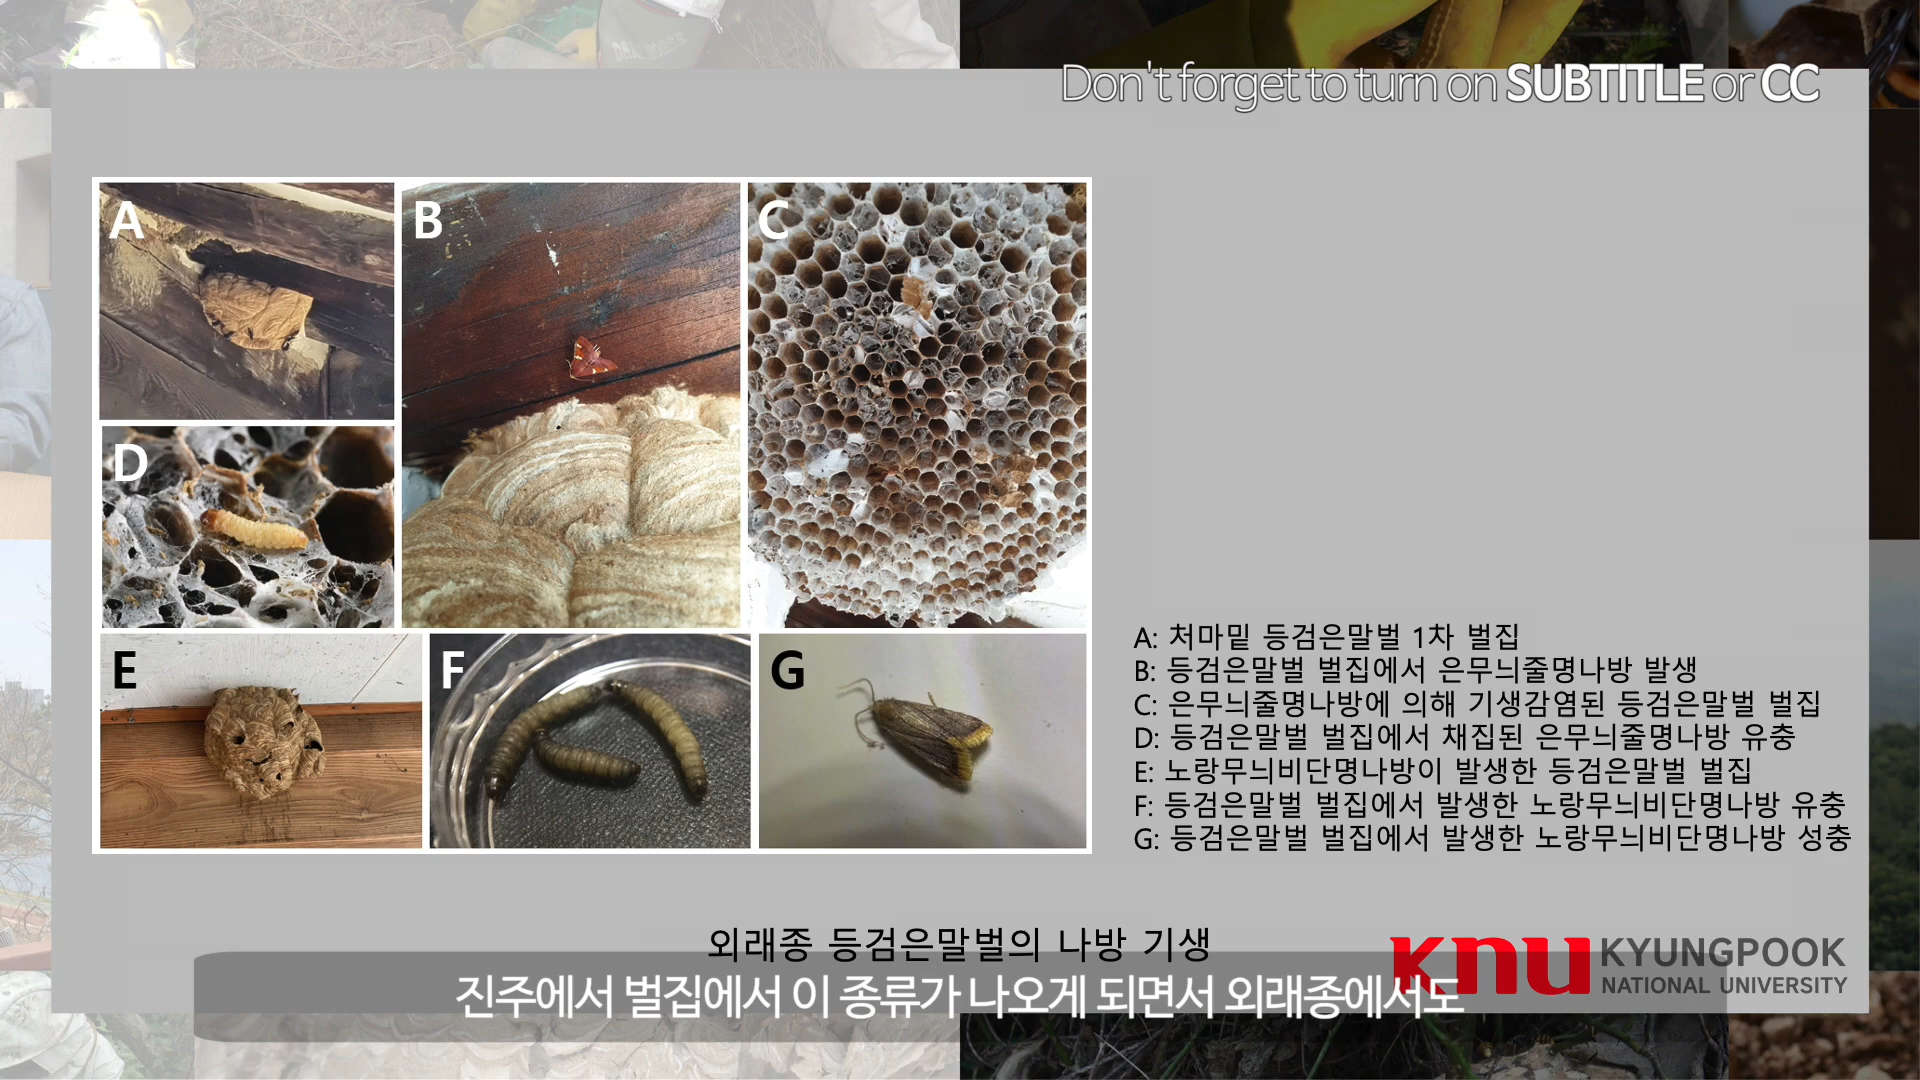 Don't forget to turn on SUBTITLE or CC
A
B
C
D
E
F
G
A: 처마밑 등검은말벌 1차 벌집
B: 등검은말벌 벌집에서 은무늬줄명나방 발생
C: 은무늬줄명나방에 의해 기생감염된 등검은말벌 벌집
D: 등검은말벌 벌집에서 채집된 은무늬줄명나방 유충
E: 노랑무늬비단명나방이 발생한 등검은말벌 벌집
F: 등검은말벌 벌집에서 발생한 노랑무늬비단명나방 유충
G: 등검은말벌 벌집에서 발생한 노랑무늬비단명나방 성충
외래종 등검은말벌의 나방 기생
knu KYUNGPOOK
NATIONAL UNIVERSITY
진주에서 벌집에서 이 종류가 나오게 되면서 외래종에서도